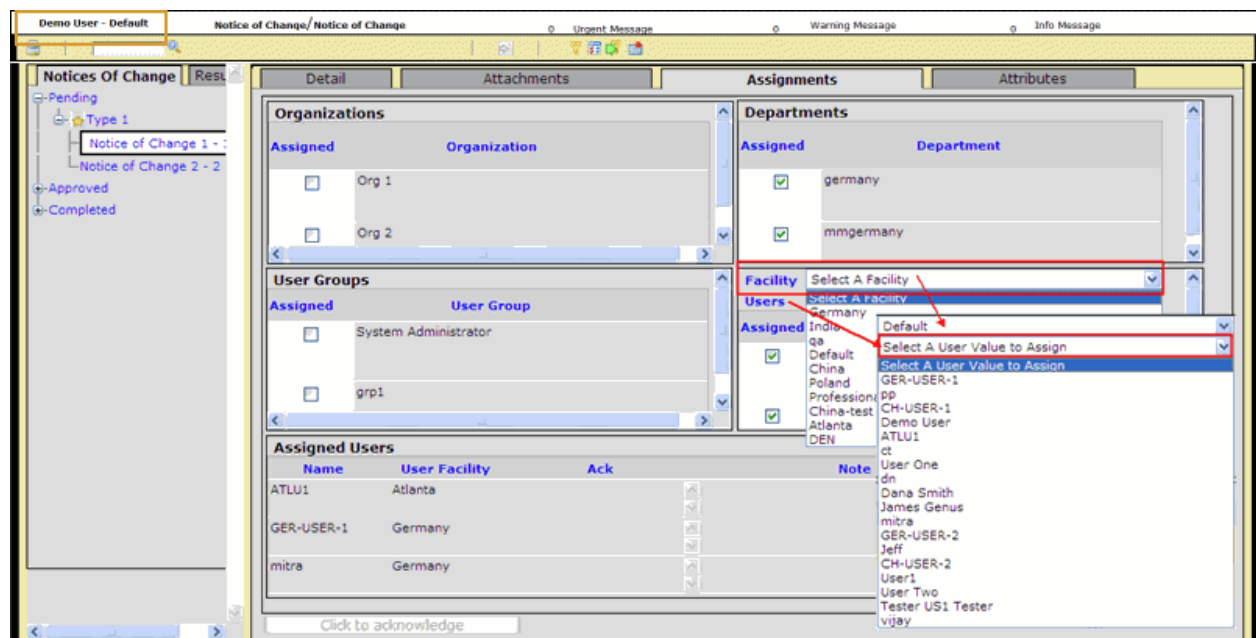 Demo User - Default
Notice of Change/Notice of Change
0 Urgent Message
0 Warning Message
0 Info Message
Notices Of Change
Detail
Attachments
Assignments
Attributes
Pending
Type 1
Notice of Change 1 -
Notice of Change 2 - 2
Approved
Completed
Organizations
Assigned Organization
Org 1
Org 2
Departments
Assigned Department
germany
mmgermany
User Groups
Assigned User Group
System Administrator
grp1
Facility Select A Facility
Users
Assigned
Select A Facility
Germany
India
qa
Default
China
Poland
Professiona
China-test
Atlanta
DEN
Default
Select A User Value to Assign
Select A User Value to Assign
GER-USER-1
pp
CH-USER-1
Demo User
ATLU1
ct
User One
dn
Dana Smith
James Genus
mitra
GER-USER-2
Jeff
CH-USER-2
User1
User Two
Tester US1 Tester
vijay
Assigned Users
Name User Facility Ack Note
ATLU1 Atlanta
GER-USER-1 Germany
mitra Germany
Click to acknowledge